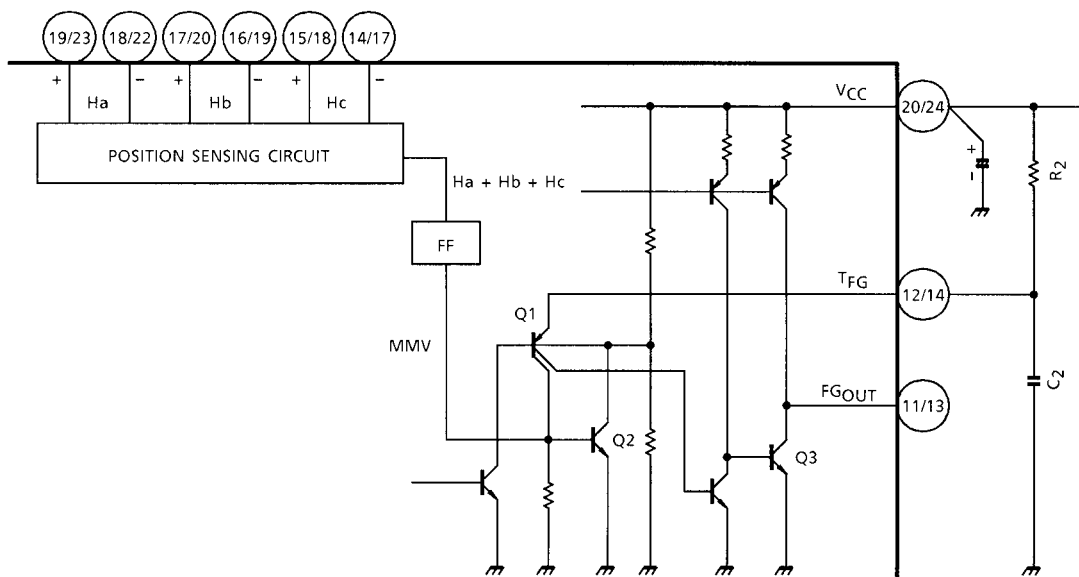 19/23 18/22 17/20 16/19 15/18 14/17
+ − + − + −
Ha Hb Hc
POSITION SENSING CIRCUIT
VCC
20/24
+
−
R2
Ha + Hb + Hc
FF
TFG
12/14
Q1
MMV
C2
FGOUT
11/13
Q2
Q3